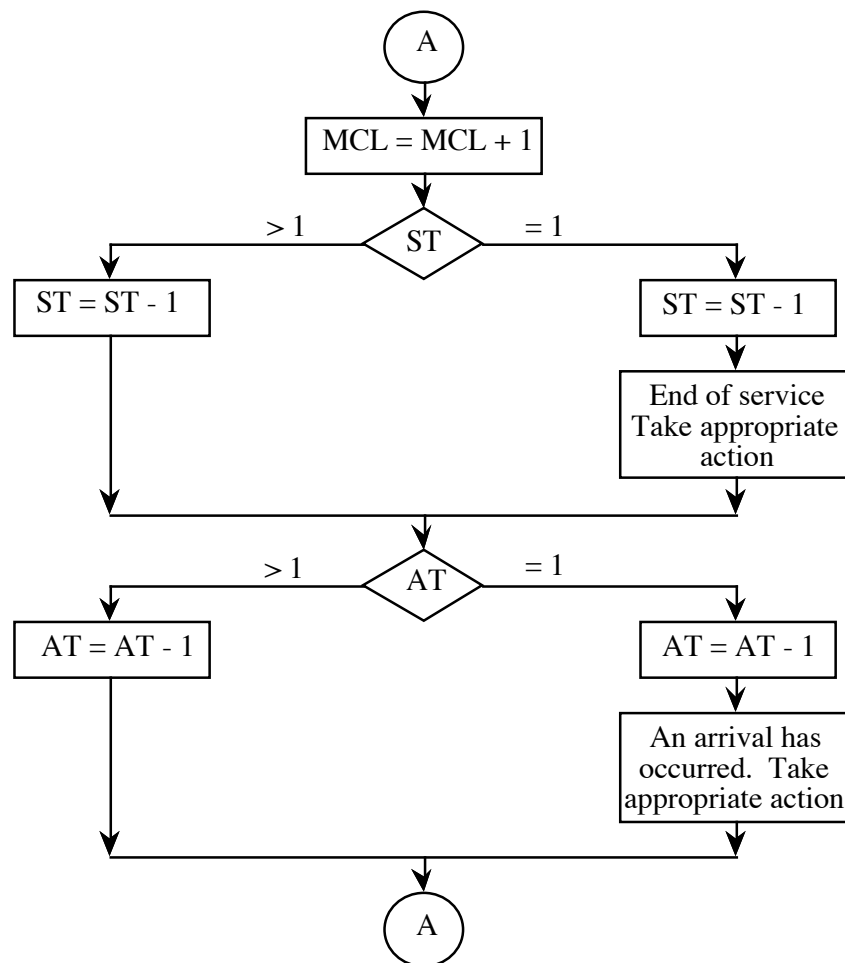 A
MCL = MCL + 1
> 1
ST
= 1
ST = ST - 1
ST = ST - 1
End of service
Take appropriate
action
> 1
AT
= 1
AT = AT - 1
AT = AT - 1
An arrival has
occurred.  Take
appropriate action
A